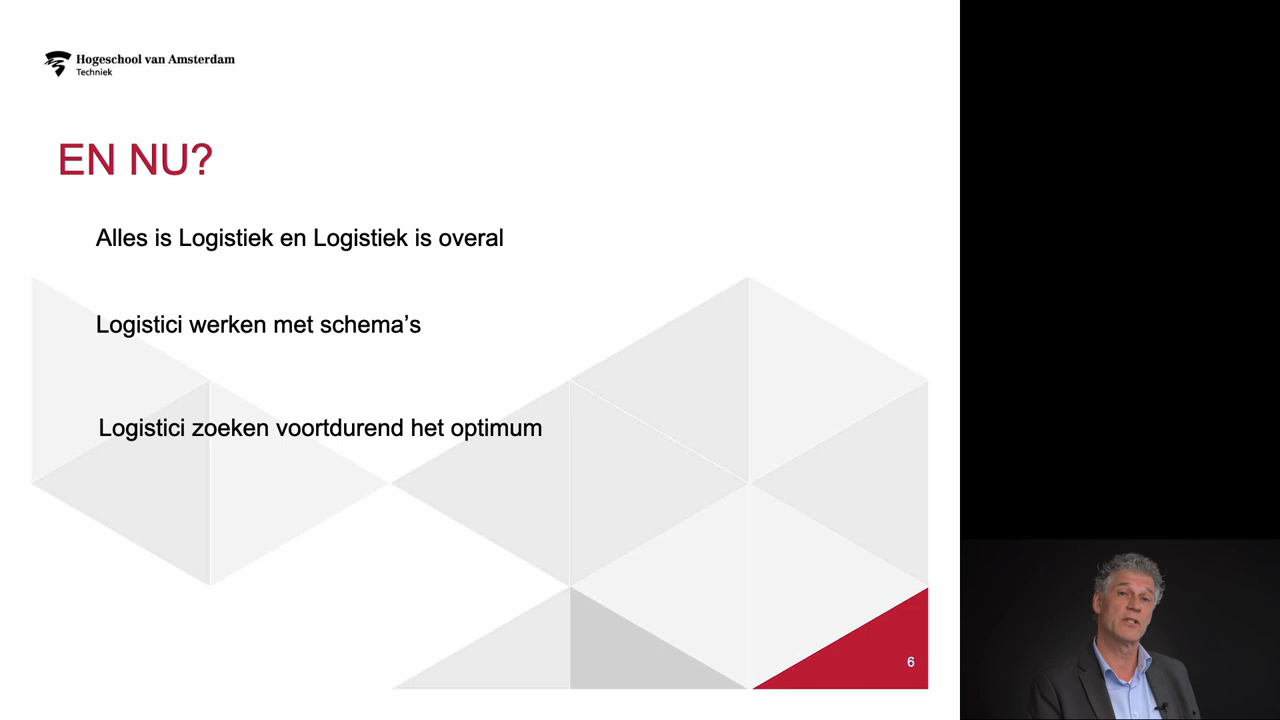 Hogeschool van Amsterdam
Techniek
EN NU?
Alles is Logistiek en Logistiek is overal
Logistici werken met schema’s
Logistici zoeken voortdurend het optimum
6